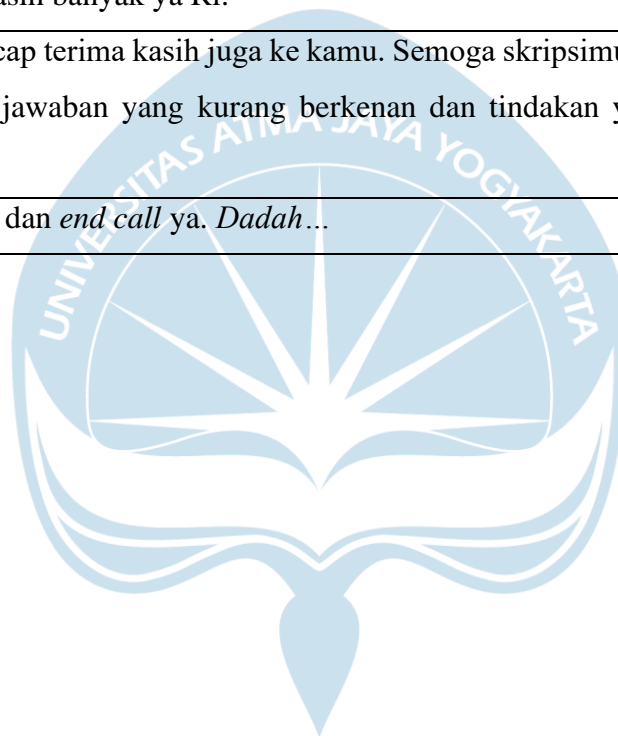 asih banyak ya Ri.
cap terima kasih juga ke kamu. Semoga skripsimu
jawaban yang kurang berkenan dan tindakan y
dan end call ya. Dadah…
UNIVERSITAS ATMA JAYA YOGYAKARTA